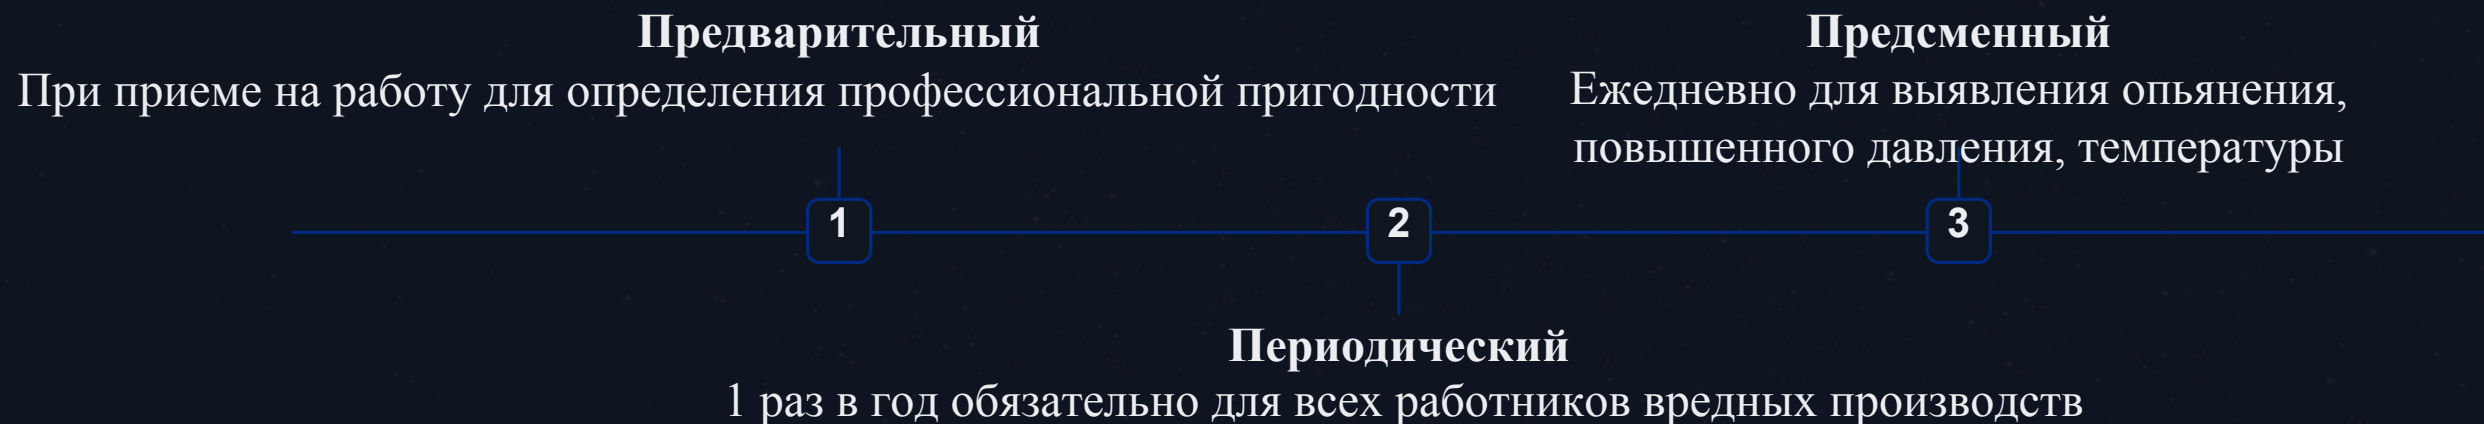 Предварительный
При приеме на работу для определения профессиональной пригодности
Предсменный
Ежедневно для выявления опьянения,
повышенного давления, температуры
1
2
3
Периодический
1 раз в год обязательно для всех работников вредных производств